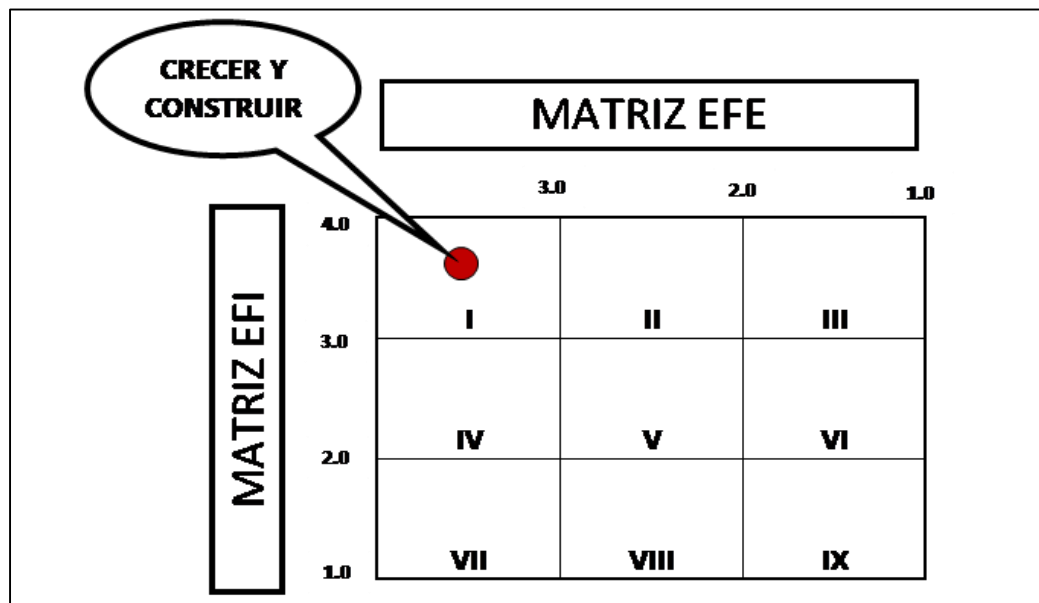 CRECER Y
CONSTRUIR
MATRIZ EFE
3.0
2.0
1.0
MATRIZ EFI
4.0
I
II
III
3.0
IV
V
VI
2.0
VII
VIII
IX
1.0